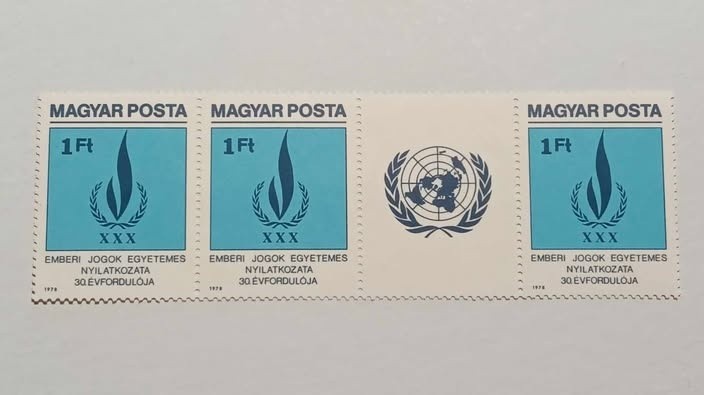 MAGYAR POSTA
1 Ft
XXX
EMBERI JOGOK EGYETEMES
NYILATKOZATA
30. ÉVFORDULÓJA
1978
MAGYAR POSTA
1 Ft
XXX
EMBERI JOGOK EGYETEMES
NYILATKOZATA
30. ÉVFORDULÓJA
1978
MAGYAR POSTA
1 Ft
XXX
EMBERI JOGOK EGYETEMES
NYILATKOZATA
30. ÉVFORDULÓJA
1978